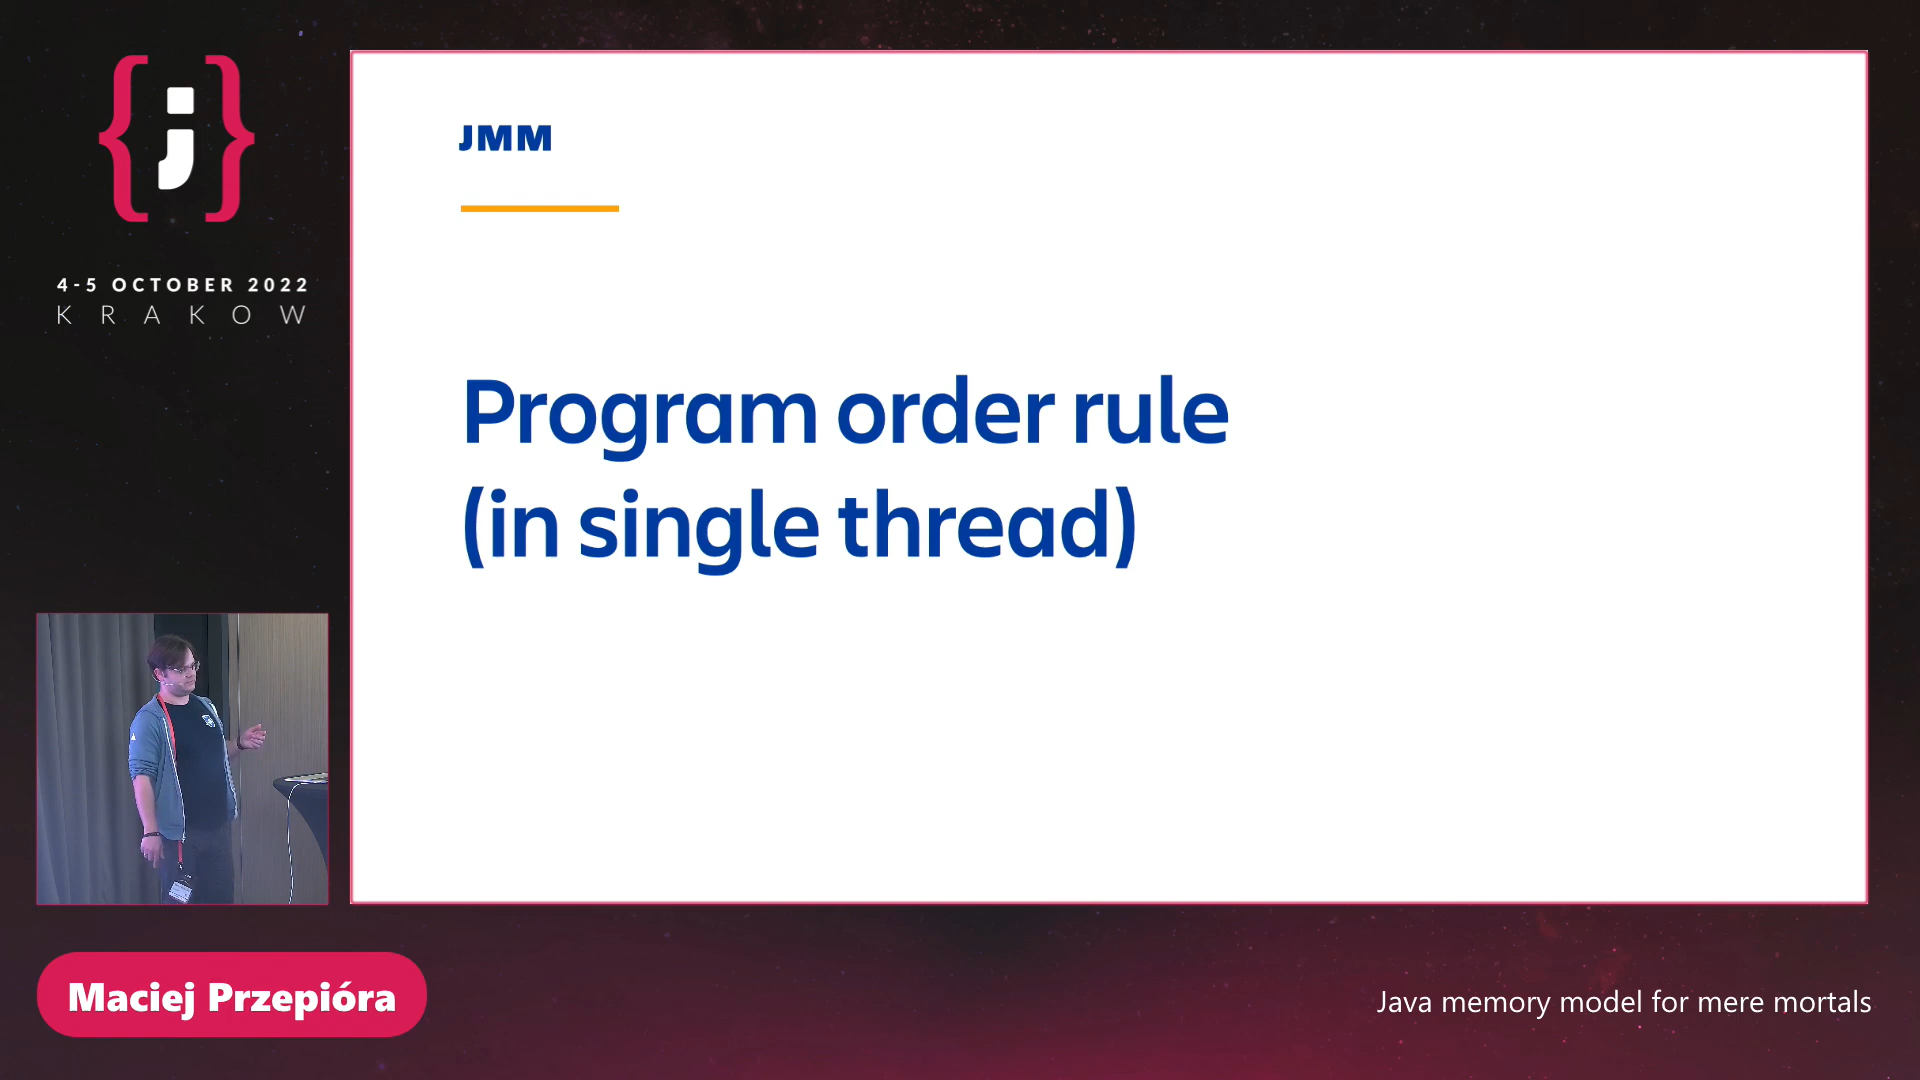 {j}
4-5 OCTOBER 2022
KRAKOW
JMM
Program order rule
(in single thread)
Maciej Przepióra
Java memory model for mere mortals